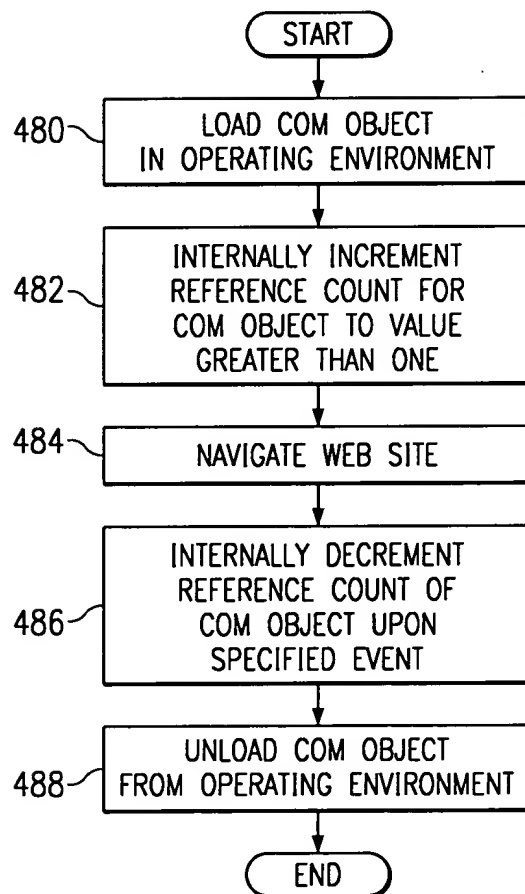 START
480
LOAD COM OBJECT
IN OPERATING ENVIRONMENT
482
INTERNALLY INCREMENT
REFERENCE COUNT FOR
COM OBJECT TO VALUE
GREATER THAN ONE
484
NAVIGATE WEB SITE
486
INTERNALLY DECREMENT
REFERENCE COUNT OF
COM OBJECT UPON
SPECIFIED EVENT
488
UNLOAD COM OBJECT
FROM OPERATING ENVIRONMENT
END